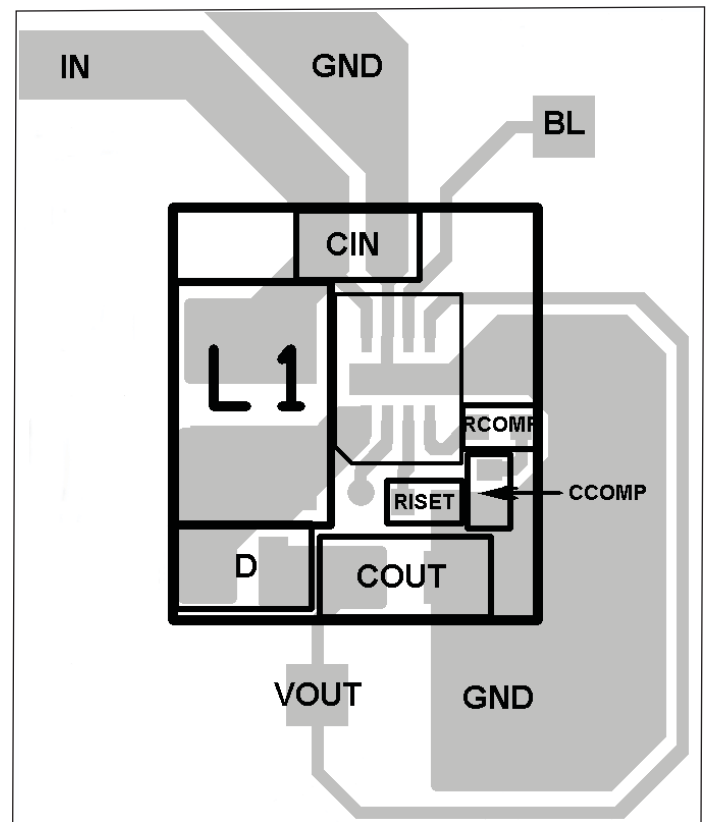 IN
GND
BL
CIN
L1
RCOMP
CCOMP
RISET
D
COUT
VOUT
GND